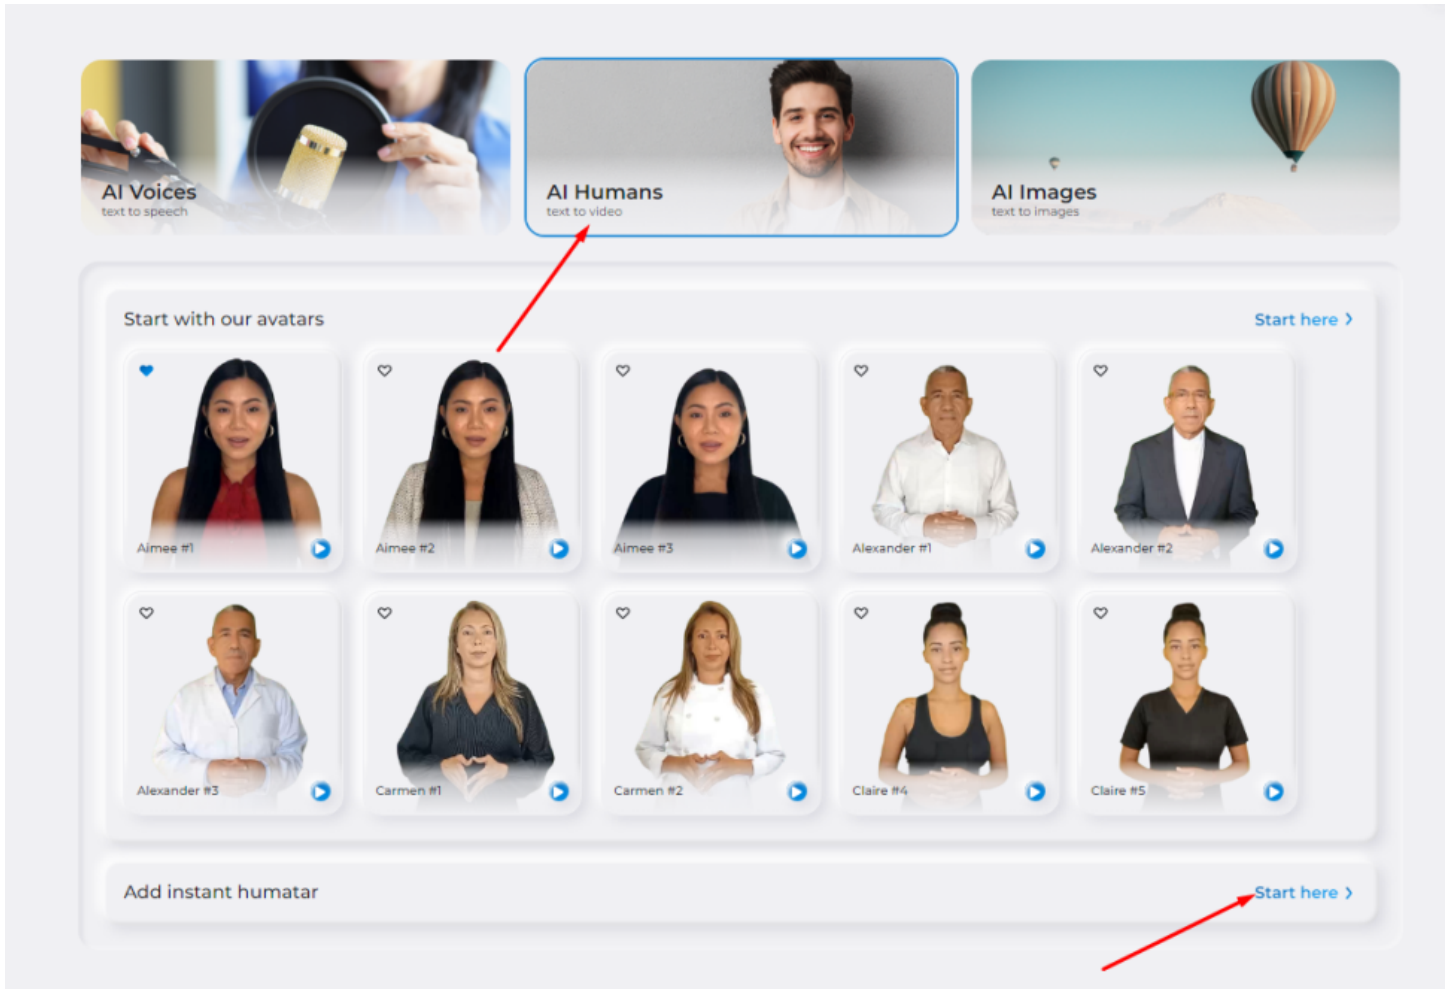 AI Voices
text to speech
AI Humans
text to video
AI Images
text to images
Start with our avatars
Start here >
Aimee #1
Aimee #2
Aimee #3
Alexander #1
Alexander #2
Alexander #3
Carmen #1
Carmen #2
Claire #4
Claire #5
Add instant humatar
Start here >